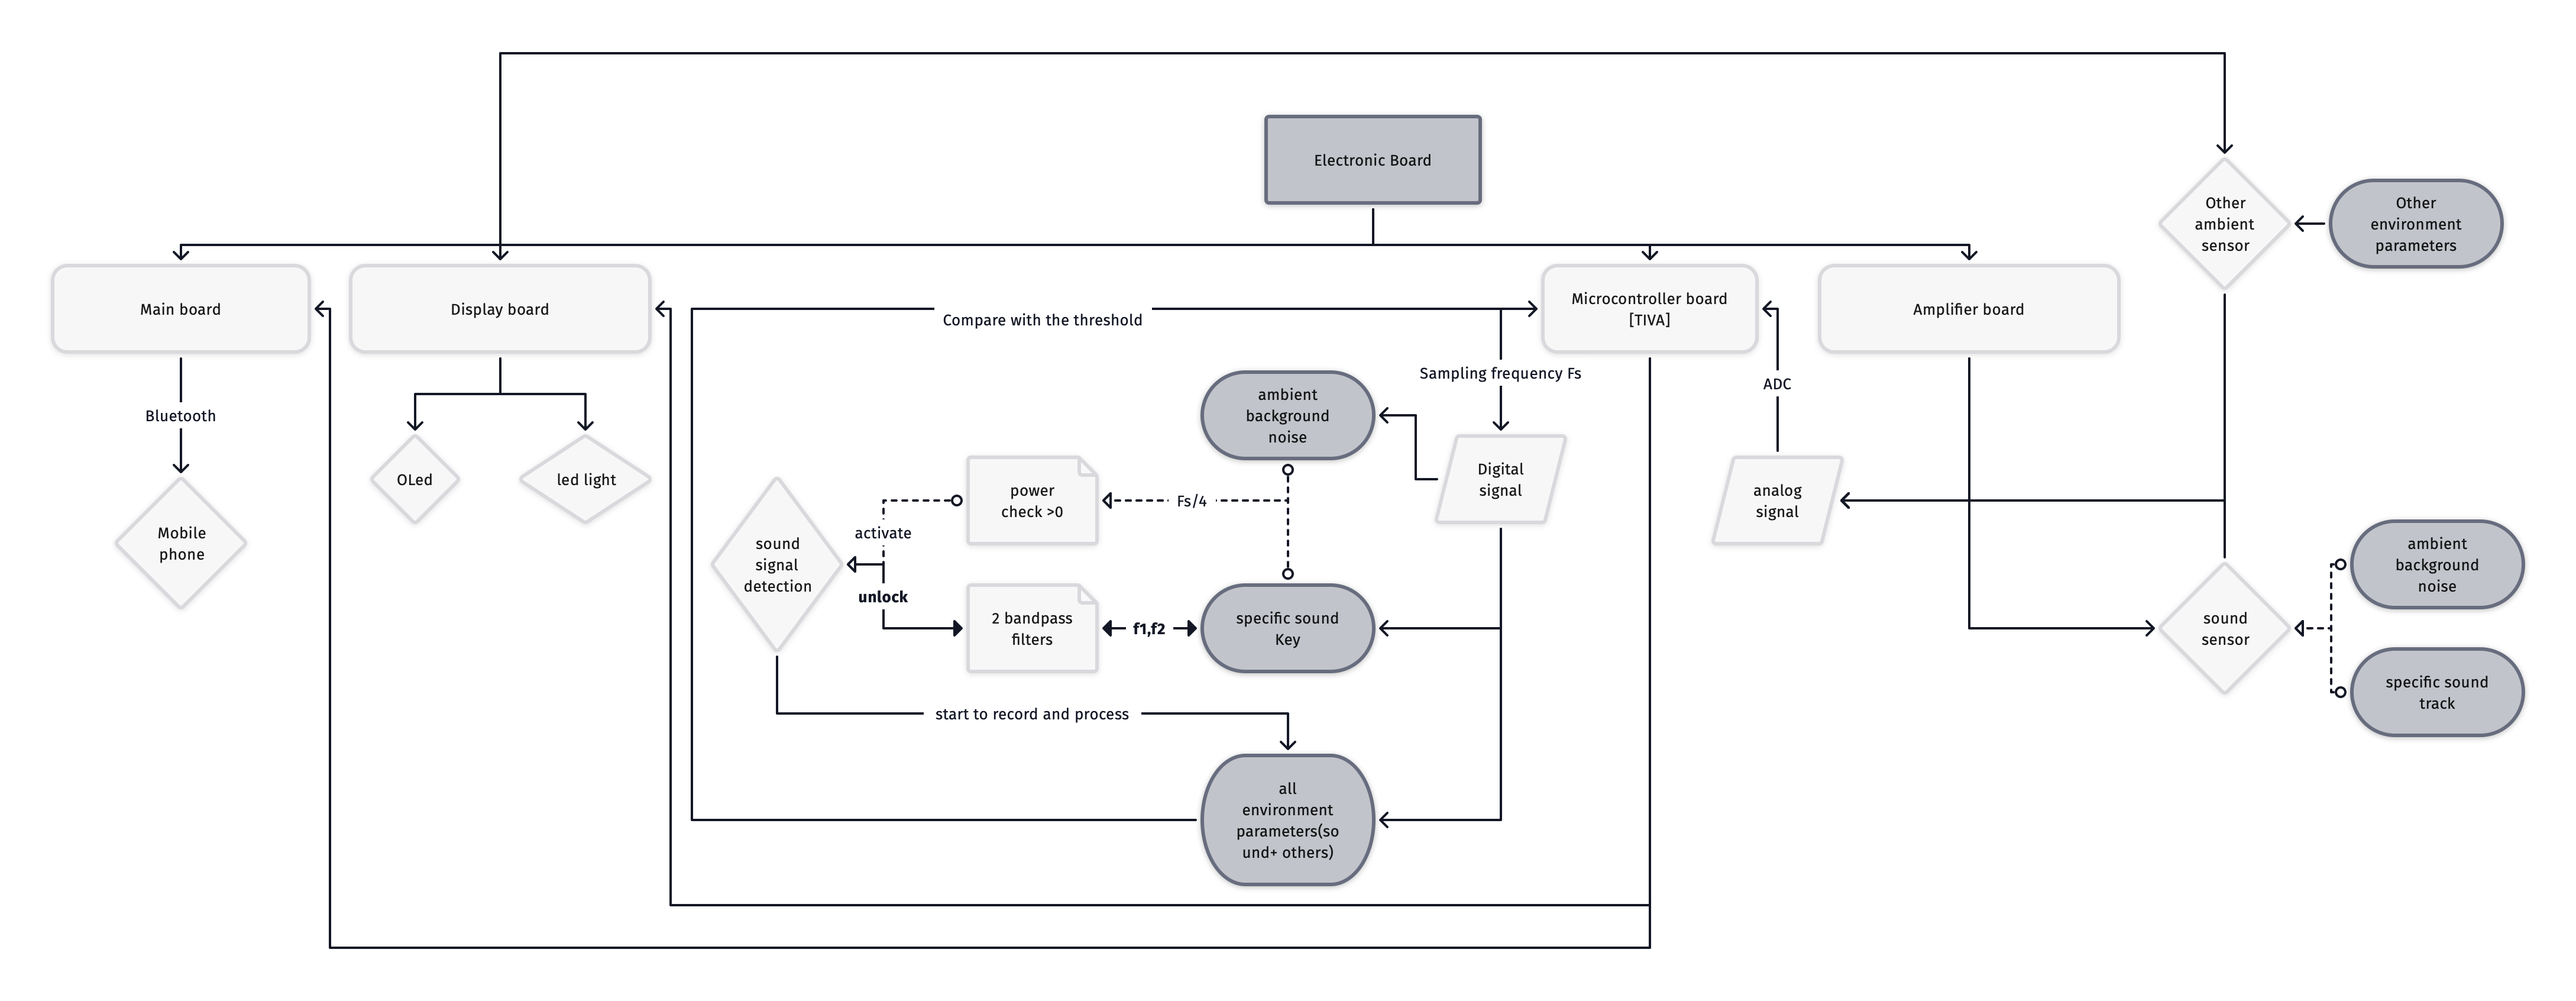 Electronic Board
Other
ambient
sensor
Other
environment
parameters
Main board
Display board
Microcontroller board
[TIVA]
Amplifier board
Compare with the threshold
Sampling frequency Fs
ADC
Bluetooth
ambient
background
noise
OLed
led light
power
check >0
Fs/4
Digital
signal
analog
signal
Mobile
phone
activate
sound
signal
detection
unlock
2 bandpass
filters
f1,f2
specific sound
Key
sound
sensor
ambient
background
noise
specific sound
track
start to record and process
all
environment
parameters(so
und+ others)